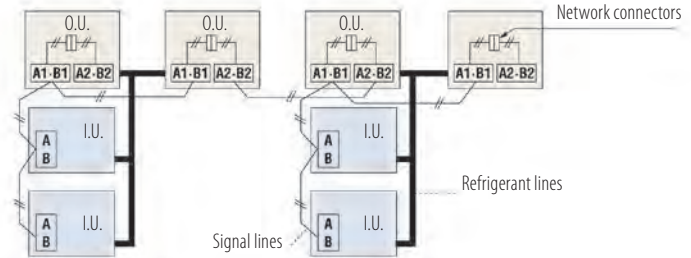 Network connectors
O.U. O.U. O.U.
A1·B1 A2·B2 A1·B1 A2·B2 A1·B1 A2·B2 A1·B1 A2·B2
I.U. I.U.
A A
B B
Refrigerant lines
I.U. I.U.
A A
B B
Signal lines